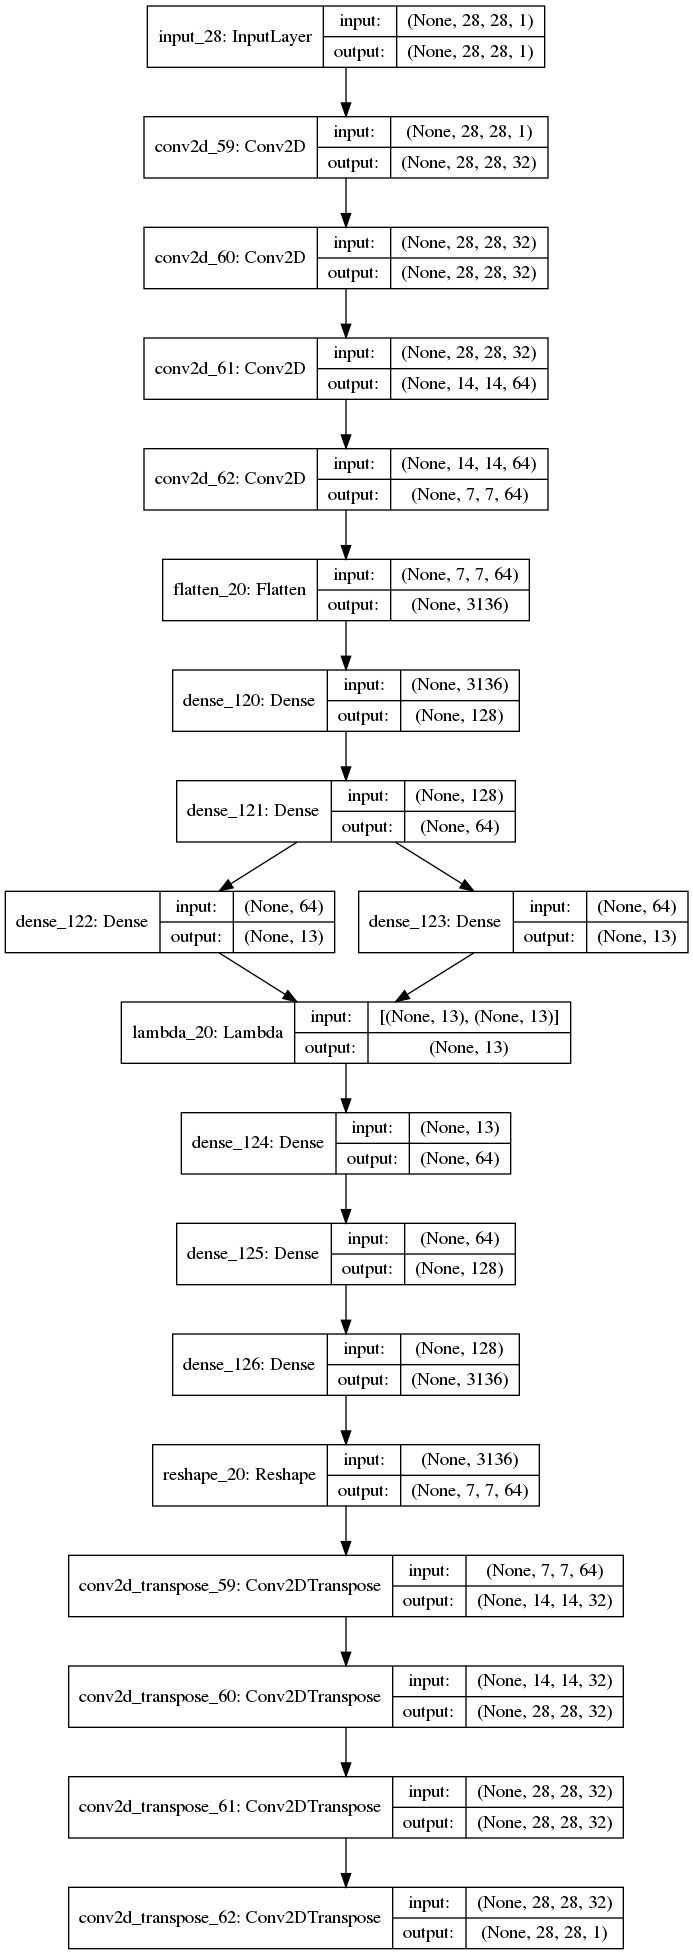 input_28: InputLayer
input: (None, 28, 28, 1)
output: (None, 28, 28, 1)
conv2d_59: Conv2D
input: (None, 28, 28, 1)
output: (None, 28, 28, 32)
conv2d_60: Conv2D
input: (None, 28, 28, 32)
output: (None, 28, 28, 32)
conv2d_61: Conv2D
input: (None, 28, 28, 32)
output: (None, 14, 14, 64)
conv2d_62: Conv2D
input: (None, 14, 14, 64)
output: (None, 7, 7, 64)
flatten_20: Flatten
input: (None, 7, 7, 64)
output: (None, 3136)
dense_120: Dense
input: (None, 3136)
output: (None, 128)
dense_121: Dense
input: (None, 128)
output: (None, 64)
dense_122: Dense
input: (None, 64)
output: (None, 13)
dense_123: Dense
input: (None, 64)
output: (None, 13)
lambda_20: Lambda
input: [(None, 13), (None, 13)]
output: (None, 13)
dense_124: Dense
input: (None, 13)
output: (None, 64)
dense_125: Dense
input: (None, 64)
output: (None, 128)
dense_126: Dense
input: (None, 128)
output: (None, 3136)
reshape_20: Reshape
input: (None, 3136)
output: (None, 7, 7, 64)
conv2d_transpose_59: Conv2DTranspose
input: (None, 7, 7, 64)
output: (None, 14, 14, 32)
conv2d_transpose_60: Conv2DTranspose
input: (None, 14, 14, 32)
output: (None, 28, 28, 32)
conv2d_transpose_61: Conv2DTranspose
input: (None, 28, 28, 32)
output: (None, 28, 28, 32)
conv2d_transpose_62: Conv2DTranspose
input: (None, 28, 28, 32)
output: (None, 28, 28, 1)